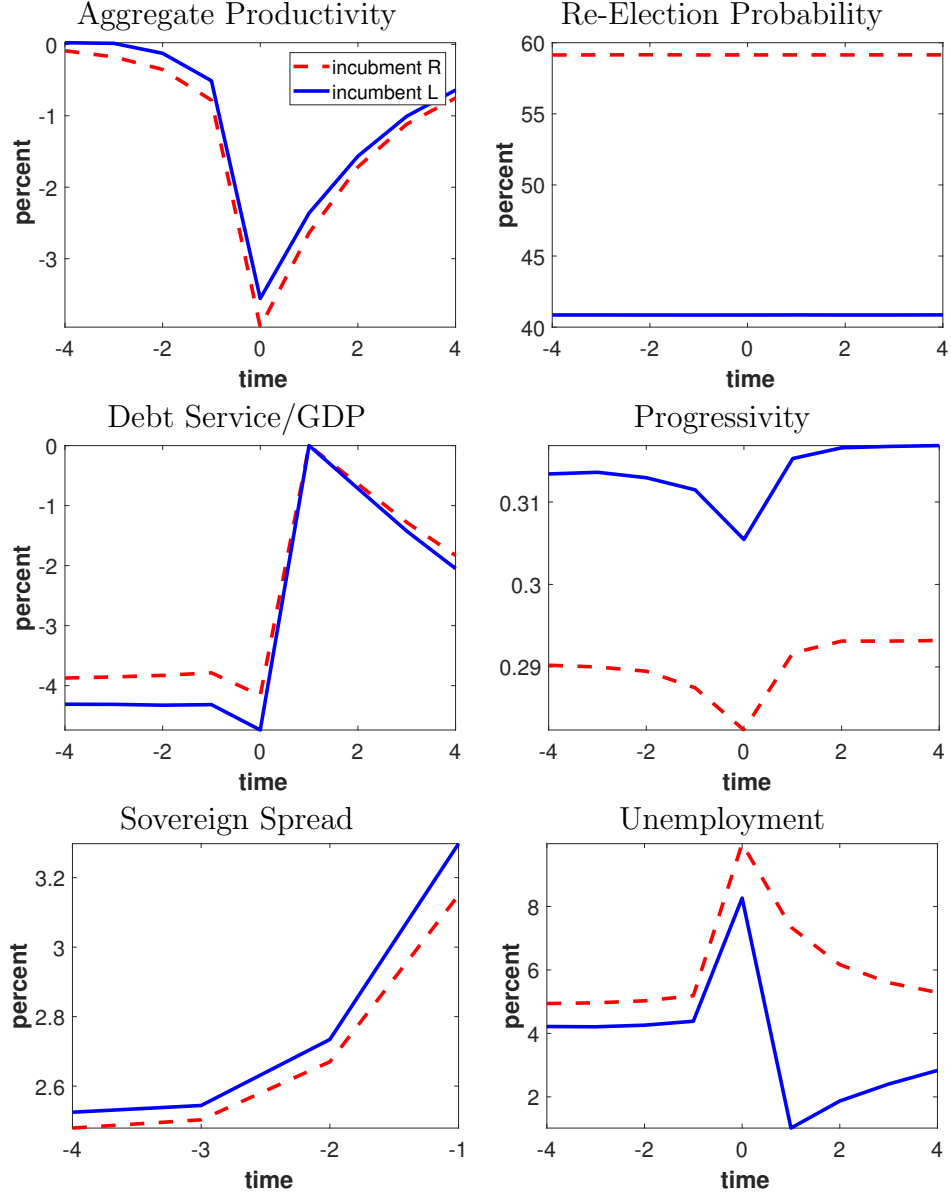 Aggregate Productivity
0
-1
-2
-3
percent
-4
-2
0
2
4
time
incubment R
incumbent L
Re-Election Probability
60
55
50
45
40
percent
-4
-2
0
2
4
time
Debt Service/GDP
0
-1
-2
-3
-4
percent
-4
-2
0
2
4
time
Progressivity
0.31
0.3
0.29
-4
-2
0
2
4
time
Sovereign Spread
3.2
3
2.8
2.6
percent
-4
-3
-2
-1
time
Unemployment
8
6
4
2
percent
-4
-2
0
2
4
time